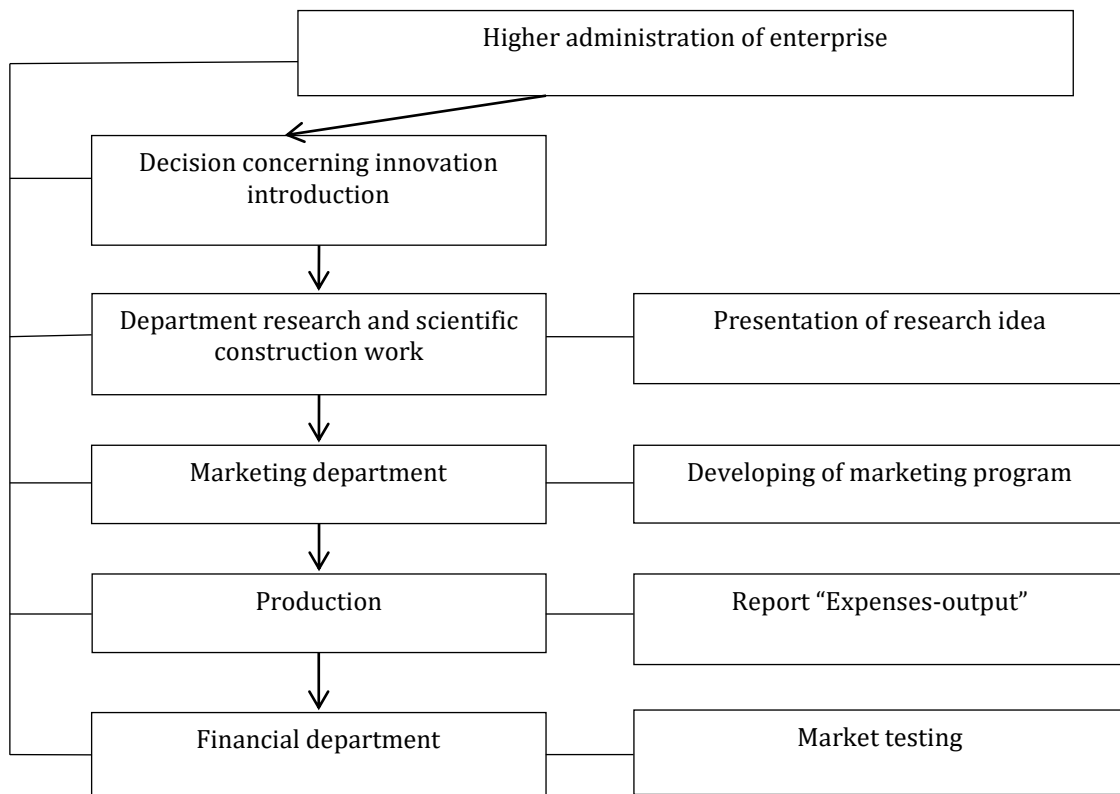 Higher administration of enterprise
Decision concerning innovation
introduction
Department research and scientific
construction work
Presentation of research idea
Marketing department
Developing of marketing program
Production
Report “Expenses-output”
Financial department
Market testing